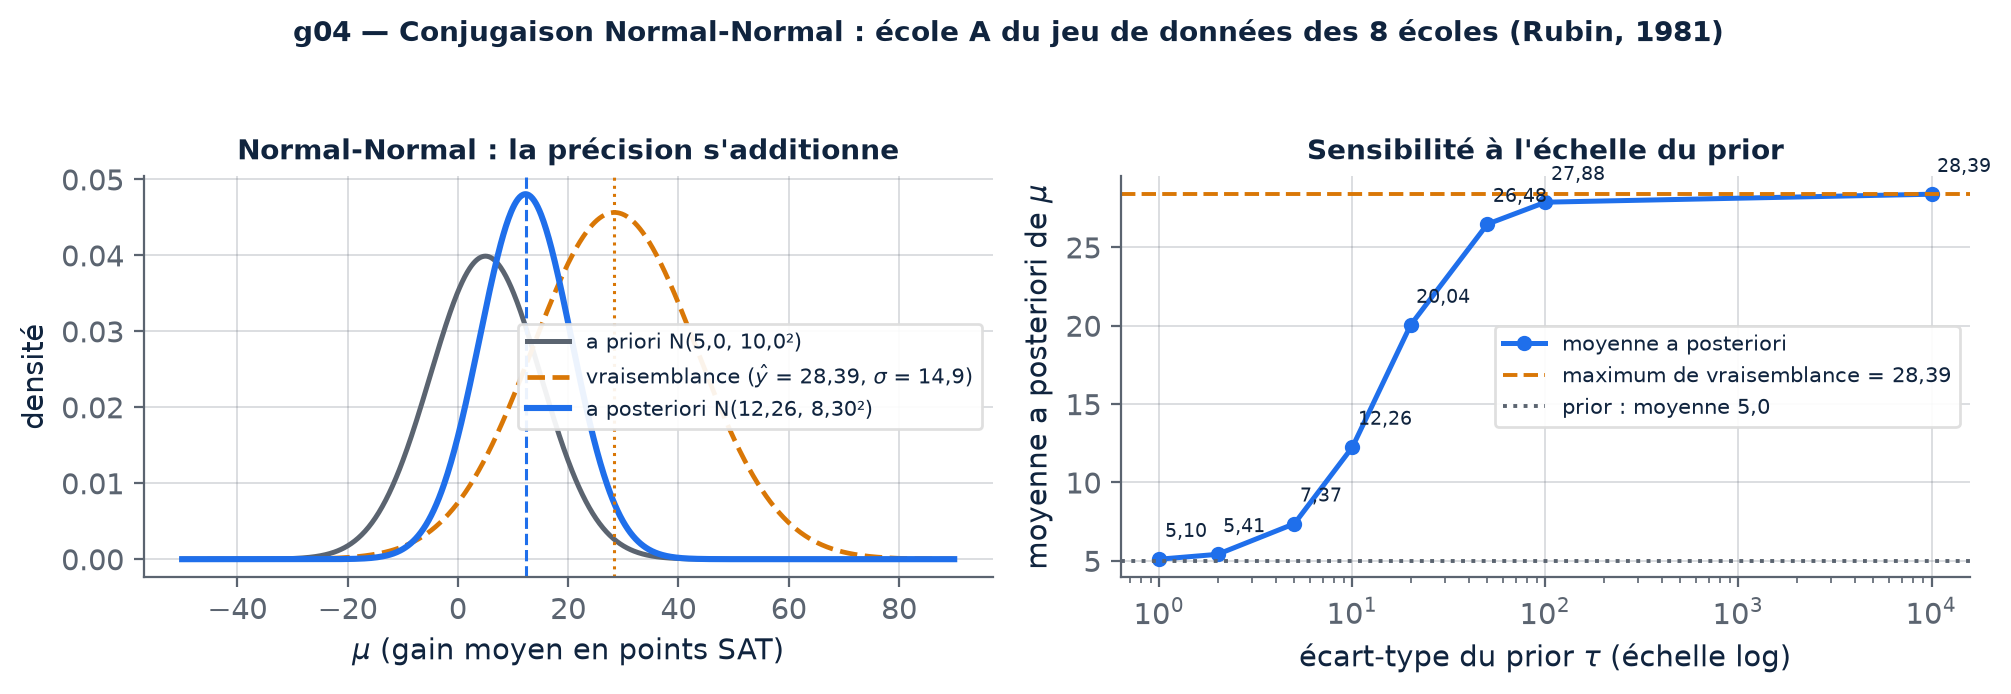 g04 — Conjugaison Normal-Normal : école A du jeu de données des 8 écoles (Rubin, 1981)
Normal-Normal : la précision s'additionne
densité
0.05
0.04
0.03
0.02
0.01
0.00
−40 −20 0 20 40 60 80
μ (gain moyen en points SAT)
a priori N(5,0, 10,0²)
vraisemblance (ŷ = 28,39, σ = 14,9)
a posteriori N(12,26, 8,30²)
Sensibilité à l'échelle du prior
moyenne a posteriori de μ
25
20
15
10
5
5,10
5,41
7,37
12,26
20,04
26,48
27,88
28,39
moyenne a posteriori
maximum de vraisemblance = 28,39
prior : moyenne 5,0
10⁰ 10¹ 10² 10³ 10⁴
écart-type du prior τ (échelle log)